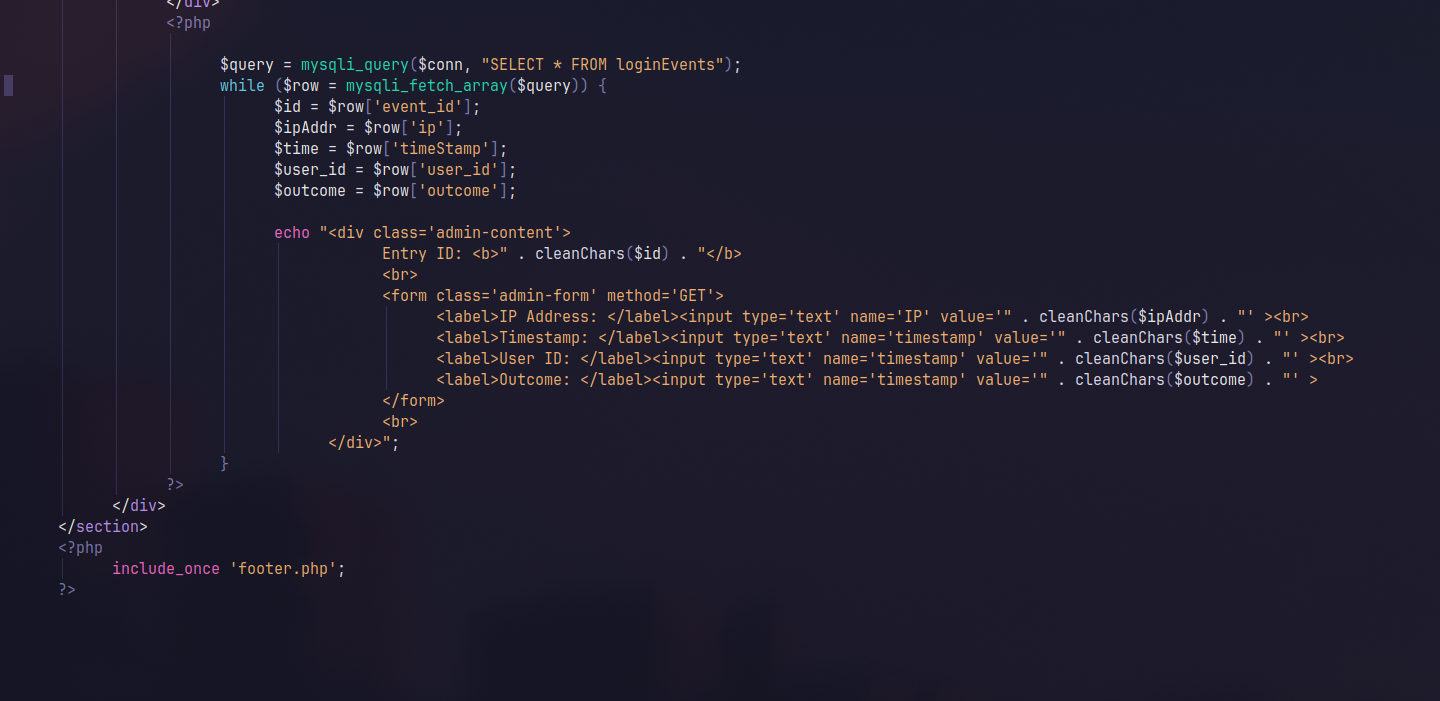 </div>
<?php
$query = mysqli_query($conn, "SELECT * FROM loginEvents");
while ($row = mysqli_fetch_array($query)) {
$id = $row['event_id'];
$ipAddr = $row['ip'];
$time = $row['timeStamp'];
$user_id = $row['user_id'];
$outcome = $row['outcome'];
echo "<div class='admin-content'>
Entry ID: <b>" . cleanChars($id) . "</b>
<br>
<form class='admin-form' method='GET'>
<label>IP Address: </label><input type='text' name='IP' value='" . cleanChars($ipAddr) . "' ><br>
<label>Timestamp: </label><input type='text' name='timestamp' value='" . cleanChars($time) . "' ><br>
<label>User ID: </label><input type='text' name='timestamp' value='" . cleanChars($user_id) . "' ><br>
<label>Outcome: </label><input type='text' name='timestamp' value='" . cleanChars($outcome) . "' >
</form>
<br>
</div>";
}
?>
</div>
</section>
<?php
include_once 'footer.php';
?>